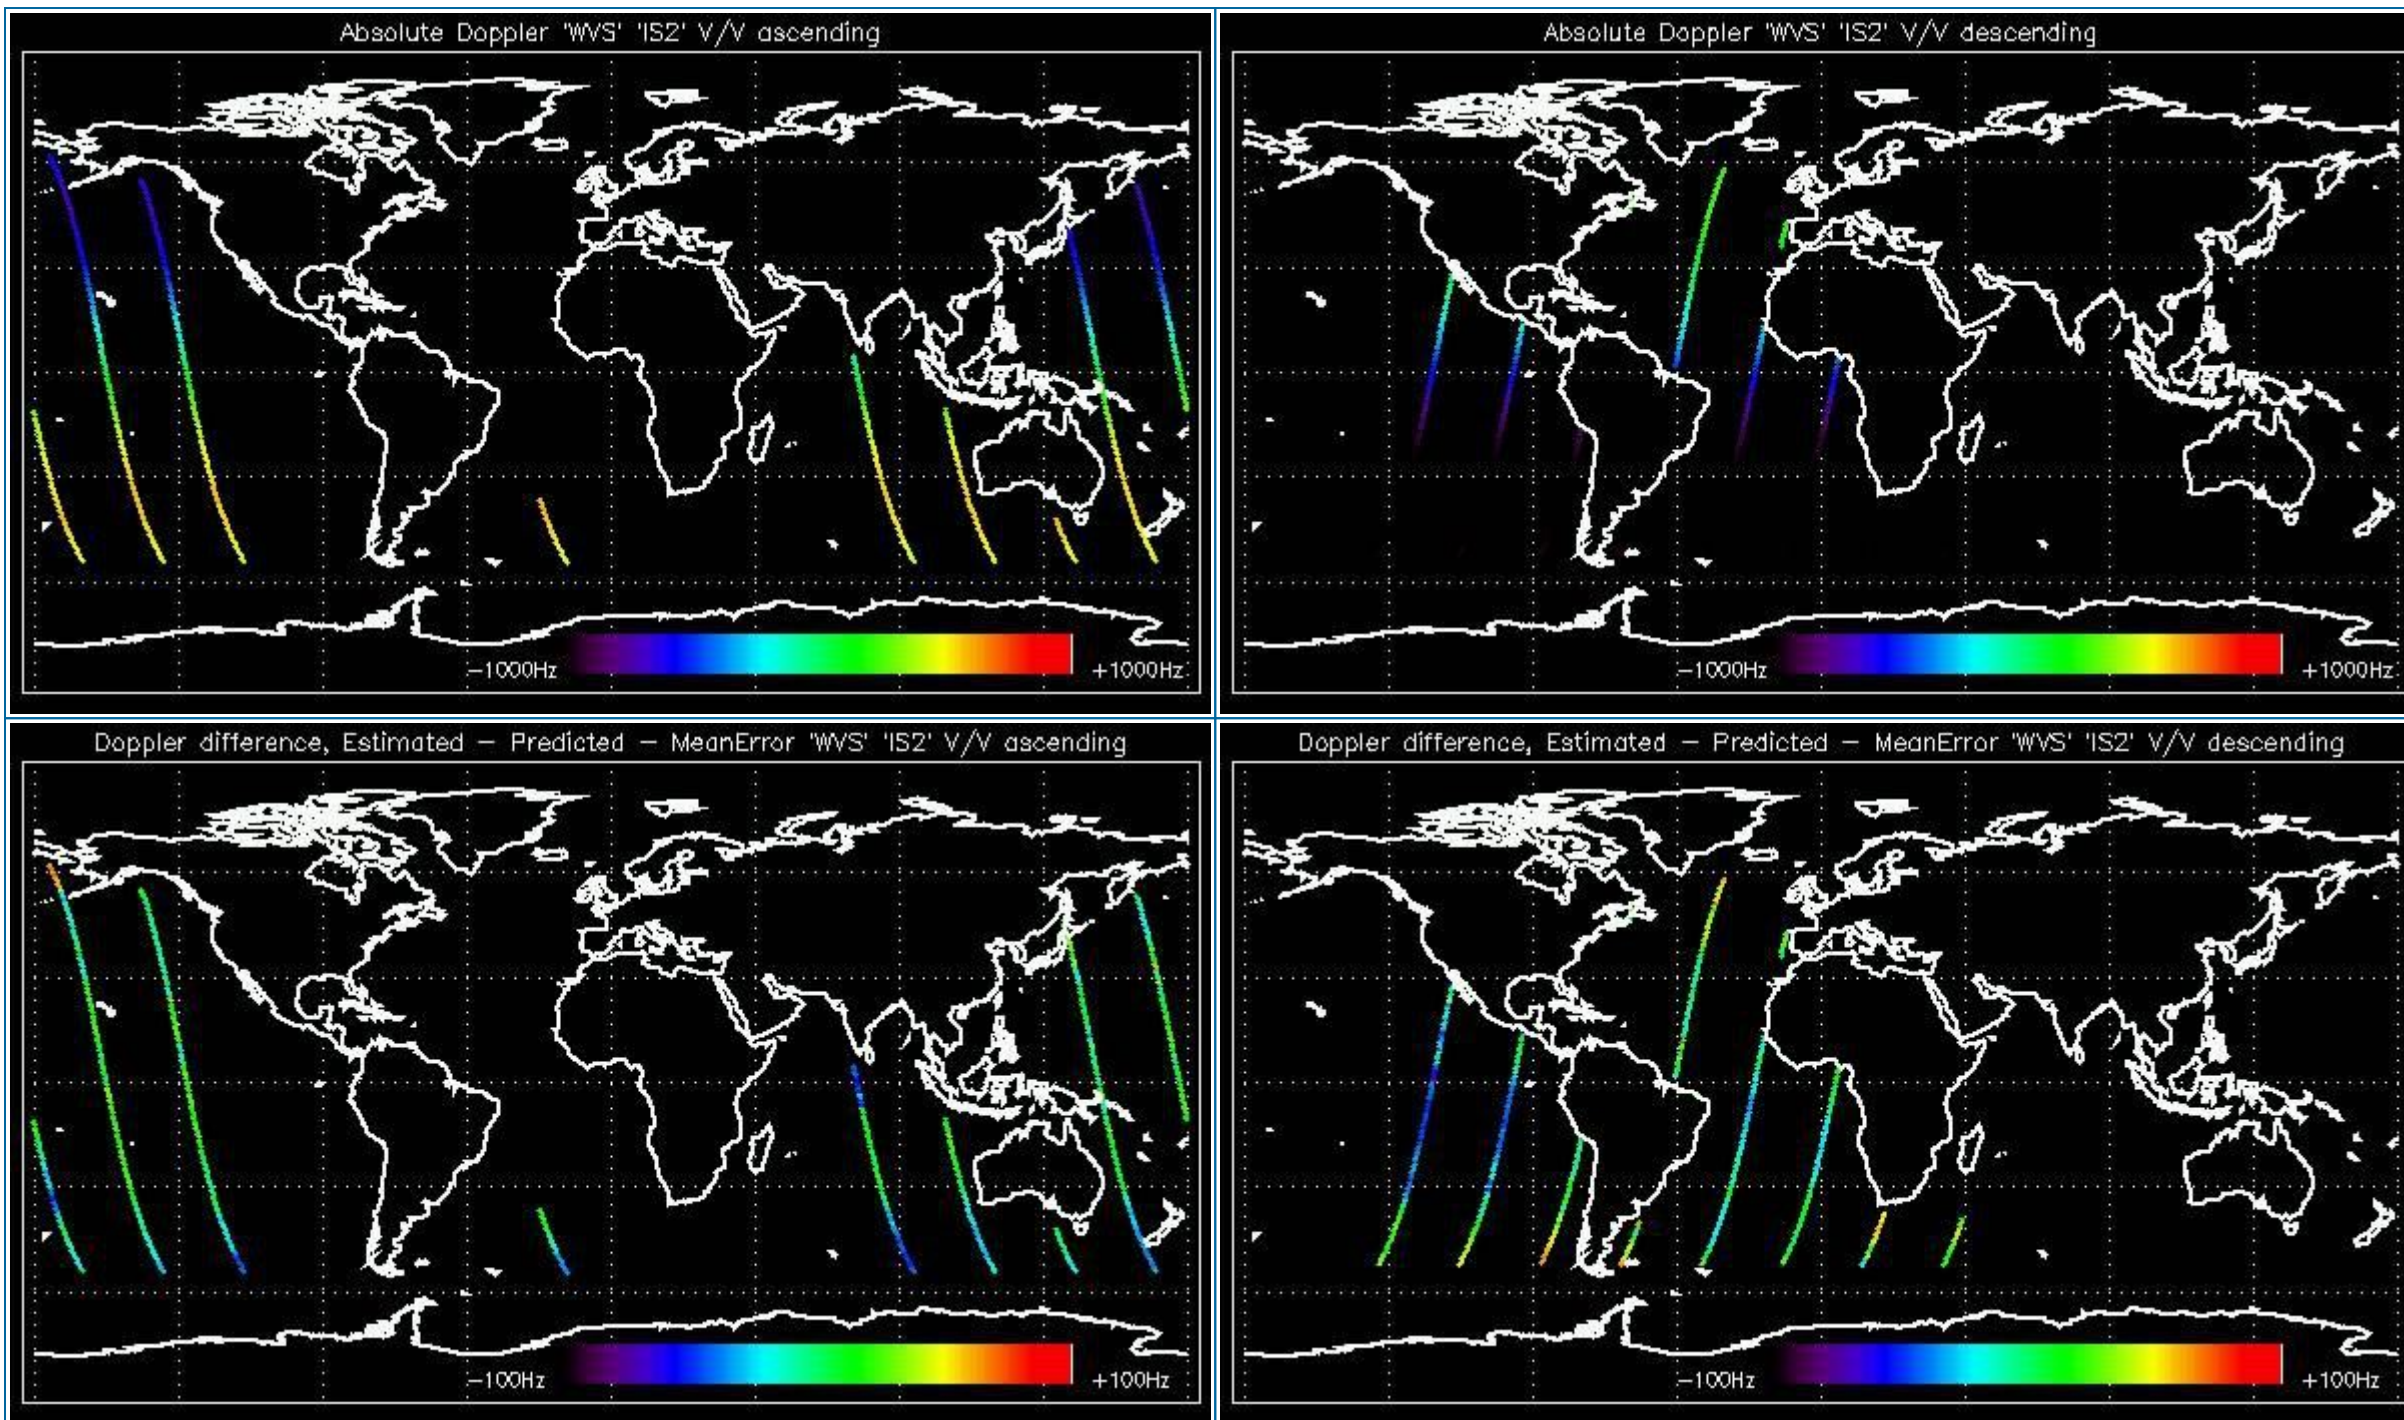 Absolute Doppler 'WVS' 'IS2' V/V ascending
-1000Hz
+1000Hz
Absolute Doppler 'WVS' 'IS2' V/V descending
-1000Hz
+1000Hz
Doppler difference, Estimated - Predicted - MeanError 'WVS' 'IS2' V/V ascending
-100Hz
+100Hz
Doppler difference, Estimated - Predicted - MeanError 'WVS' 'IS2' V/V descending
-100Hz
+100Hz